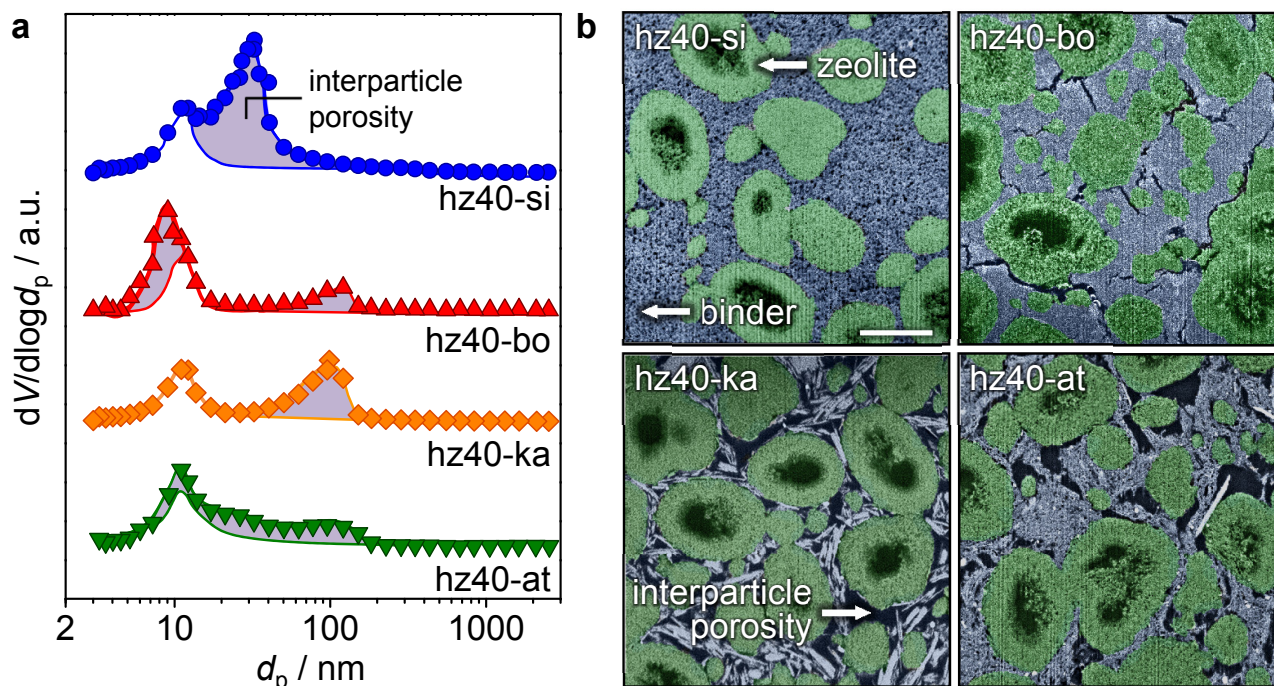 a
interparticle
porosity
hz40-si
hz40-bo
hz40-ka
hz40-at
dV/dlogdp / a.u.
2
10
100
1000
dp / nm
b
hz40-si
zeolite
binder
hz40-bo
hz40-ka
interparticle
porosity
hz40-at